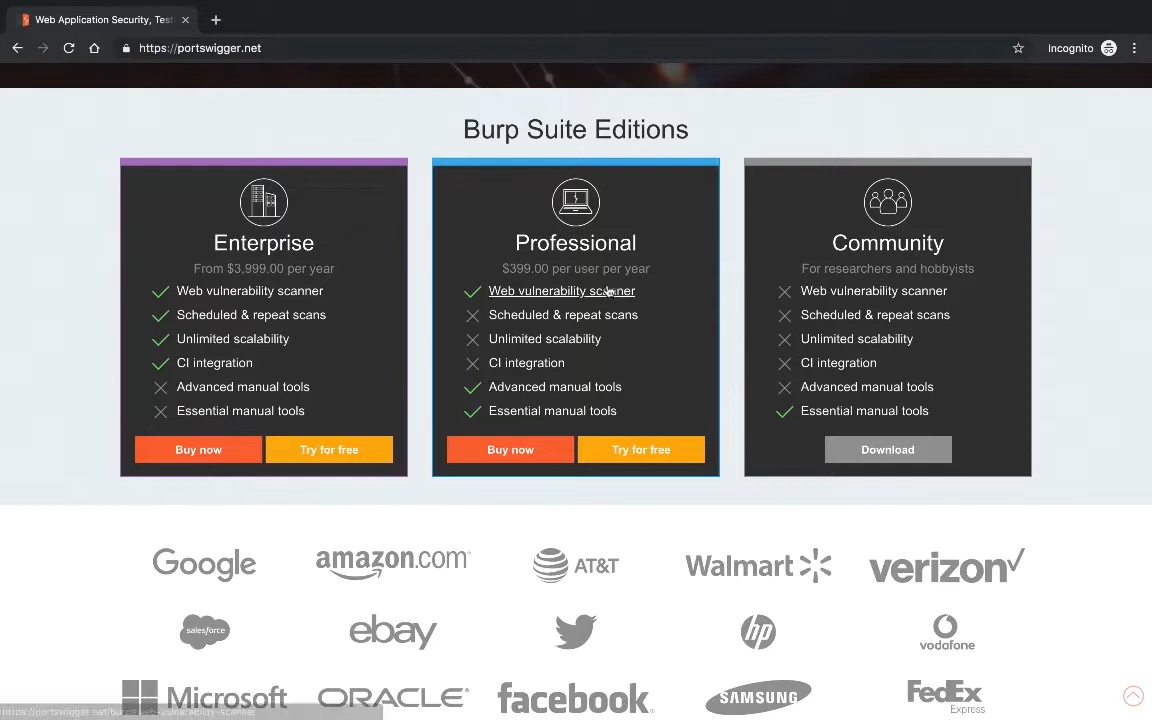 Web Application Security, Test
https://portswigger.net
Incognito
Burp Suite Editions
Enterprise
From $3,999.00 per year
Web vulnerability scanner
Scheduled & repeat scans
Unlimited scalability
CI integration
Advanced manual tools
Essential manual tools
Buy now
Try for free
Professional
$399.00 per user per year
Web vulnerability scanner
Scheduled & repeat scans
Unlimited scalability
CI integration
Advanced manual tools
Essential manual tools
Buy now
Try for free
Community
For researchers and hobbyists
Web vulnerability scanner
Scheduled & repeat scans
Unlimited scalability
CI integration
Advanced manual tools
Essential manual tools
Download
Google
amazon.com
AT&T
Walmart
verizon
salesforce
ebay
hp
vodafone
Microsoft
ORACLE
facebook.
SAMSUNG
FedEx
Express